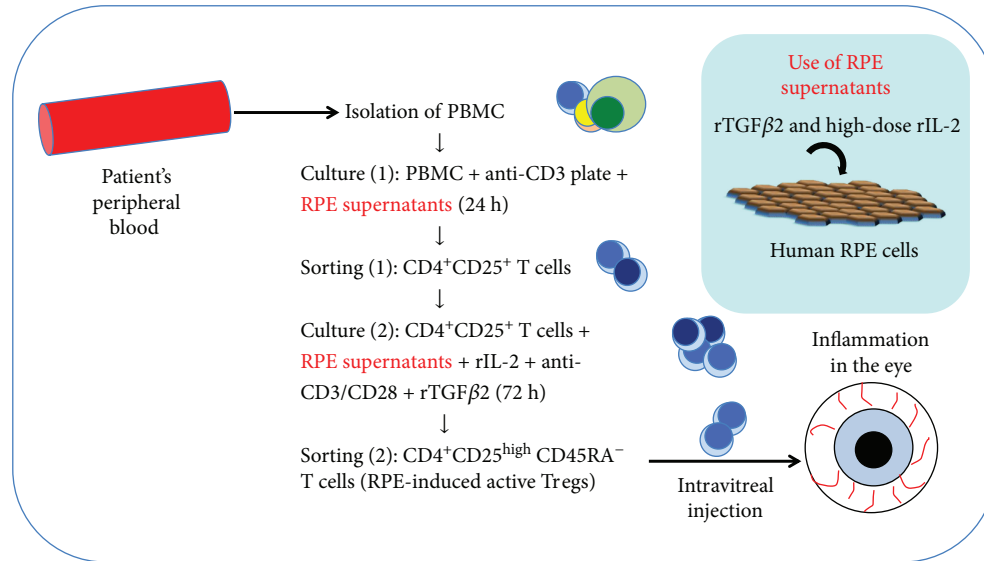 Patient's
peripheral
blood
Isolation of PBMC
↓
Culture (1): PBMC + anti-CD3 plate +
RPE supernatants (24 h)
↓
Sorting (1): CD4⁺CD25⁺ T cells
↓
Culture (2): CD4⁺CD25⁺ T cells +
RPE supernatants + rIL-2 + anti-
CD3/CD28 + rTGFβ2 (72 h)
↓
Sorting (2): CD4⁺CD25ʰⁱᵍʰ CD45RA⁻
T cells (RPE-induced active Tregs)
Use of RPE
supernatants
rTGFβ2 and high-dose rIL-2
Human RPE cells
Intravitreal
injection
Inflammation
in the eye